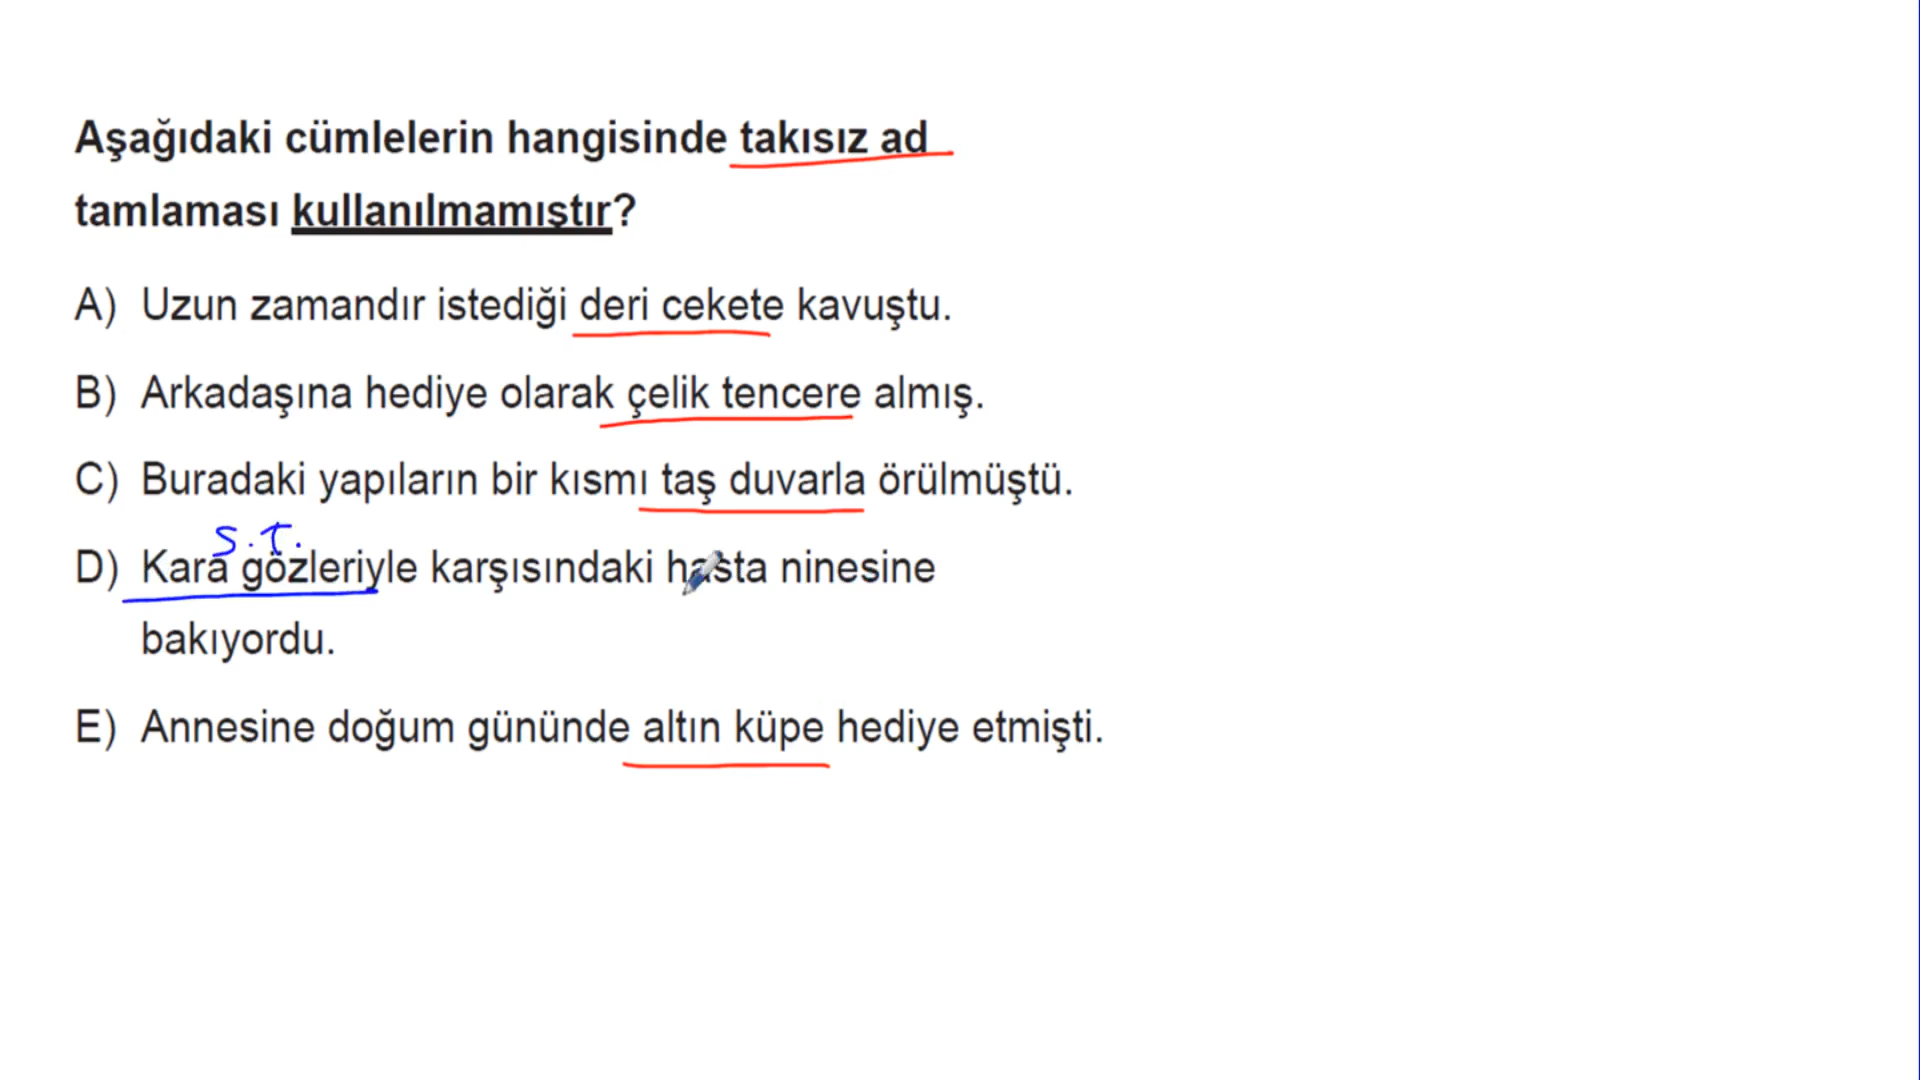 Aşağıdaki cümlelerin hangisinde takısız ad
tamlaması kullanılmamıştır?
A) Uzun zamandır istediği deri cekete kavuştu.
B) Arkadaşına hediye olarak çelik tencere almış.
C) Buradaki yapıların bir kısmı taş duvarla örülmüştü.
S.T.
D) Kara gözleriyle karşısındaki hasta ninesine
bakıyordu.
E) Annesine doğum gününde altın küpe hediye etmişti.